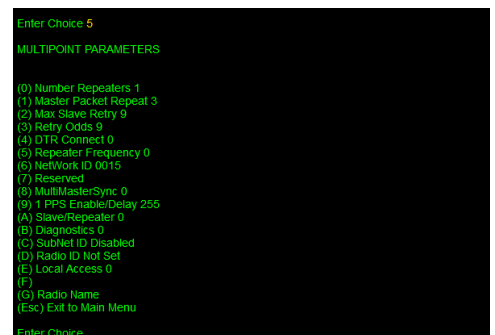 Enter Choice 5
MULTIPOINT PARAMETERS
(0) Number Repeaters 1
(1) Master Packet Repeat 3
(2) Max Slave Retry 9
(3) Retry Odds 9
(4) DTR Connect 0
(5) Repeater Frequency 0
(6) NetWork ID 0015
(7) Reserved
(8) MultiMasterSync 0
(9) 1 PPS Enable/Delay 255
(A) Slave/Repeater 0
(B) Diagnostics 0
(C) SubNet ID Disabled
(D) Radio ID Not Set
(E) Local Access 0
(F)
(G) Radio Name
(Esc) Exit to Main Menu
Enter Choice